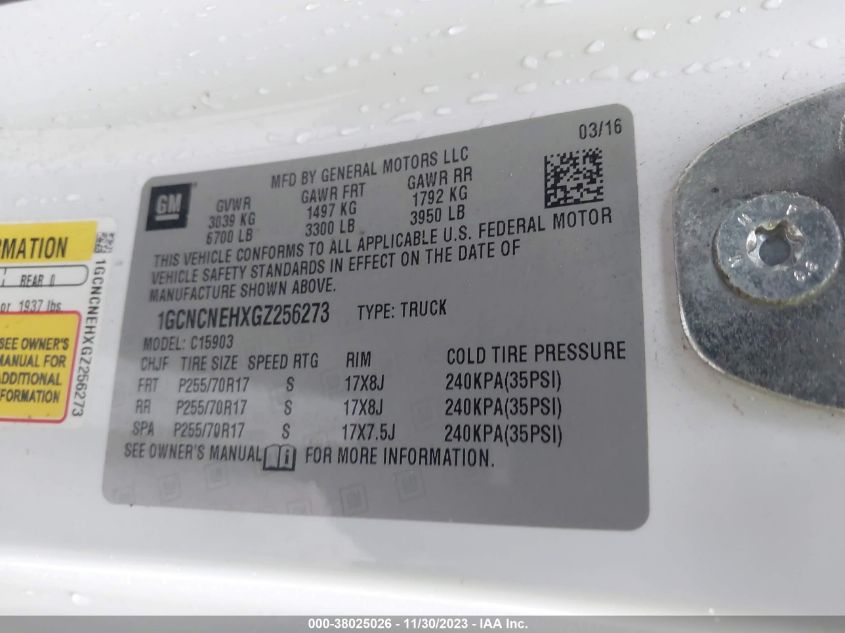 03/16
MFD BY GENERAL MOTORS LLC
GM
GVWR GAWR FRT GAWR RR
3039 KG 1497 KG 1792 KG
6700 LB 3300 LB 3950 LB
THIS VEHICLE CONFORMS TO ALL APPLICABLE U.S. FEDERAL MOTOR
VEHICLE SAFETY STANDARDS IN EFFECT ON THE DATE OF
MANUFACTURE SHOWN ABOVE.
1GCNCNEHXGZ256273 TYPE: TRUCK
MODEL: C15903
CHJF TIRE SIZE SPEED RTG RIM COLD TIRE PRESSURE
FRT P255/70R17 S 17X8J 240KPA(35PSI)
RR P255/70R17 S 17X8J 240KPA(35PSI)
SPA P255/70R17 S 17X7.5J 240KPA(35PSI)
SEE OWNER'S MANUAL i FOR MORE INFORMATION.
RMATION
REAR 0
or 1937 lbs
SEE OWNER'S
MANUAL FOR
ADDITIONAL
FORMATION
1GCNCNEHXGZ256273
000-38025026 - 11/30/2023 - IAA Inc.